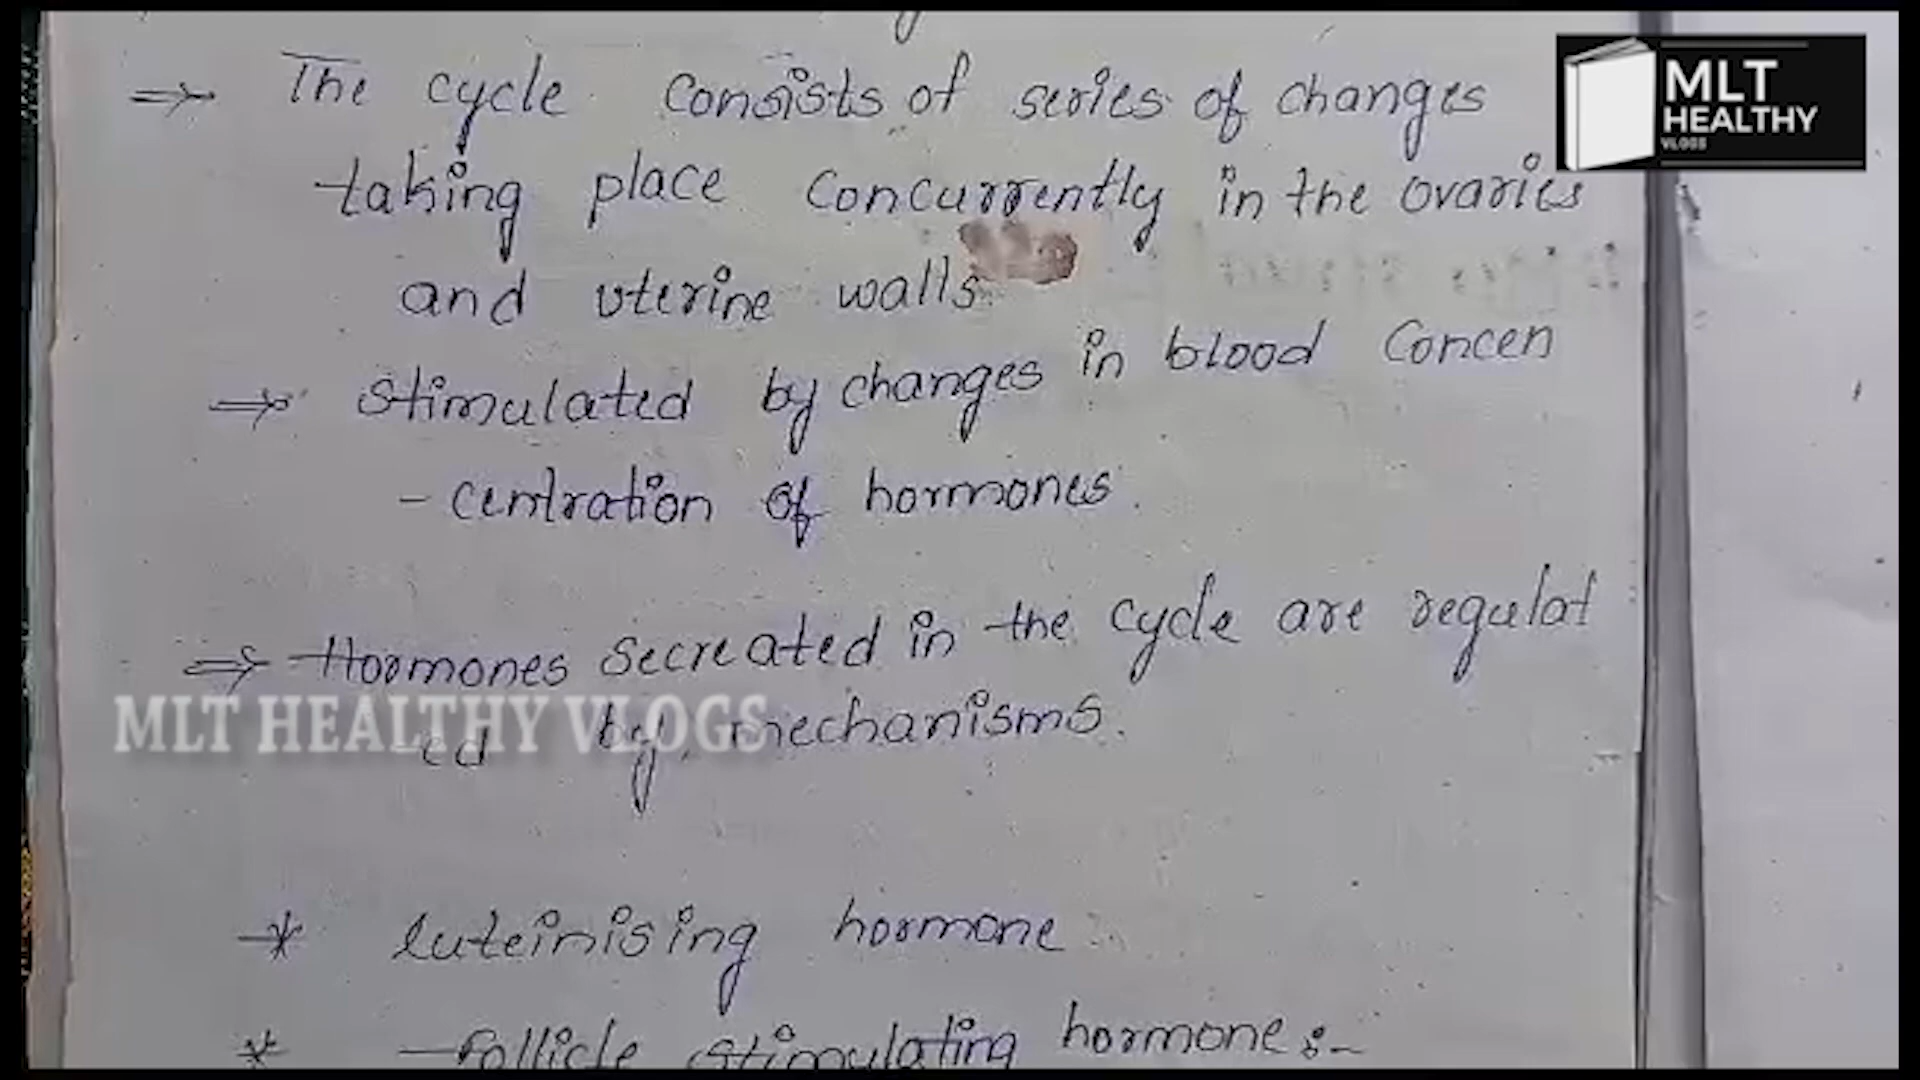 ⇒ The cycle consists of series of changes
taking place concurrently in the ovaries
and uterine walls
⇒ stimulated by changes in blood Concen
- centration of hormones.
⇒ Hormones secreated in the cycle are regulat
ed by mechanisms.
* luteinising hormone
* follicle stimulating hormone:-
MLT
HEALTHY
VLOGS
MLT HEALTHY VLOGS